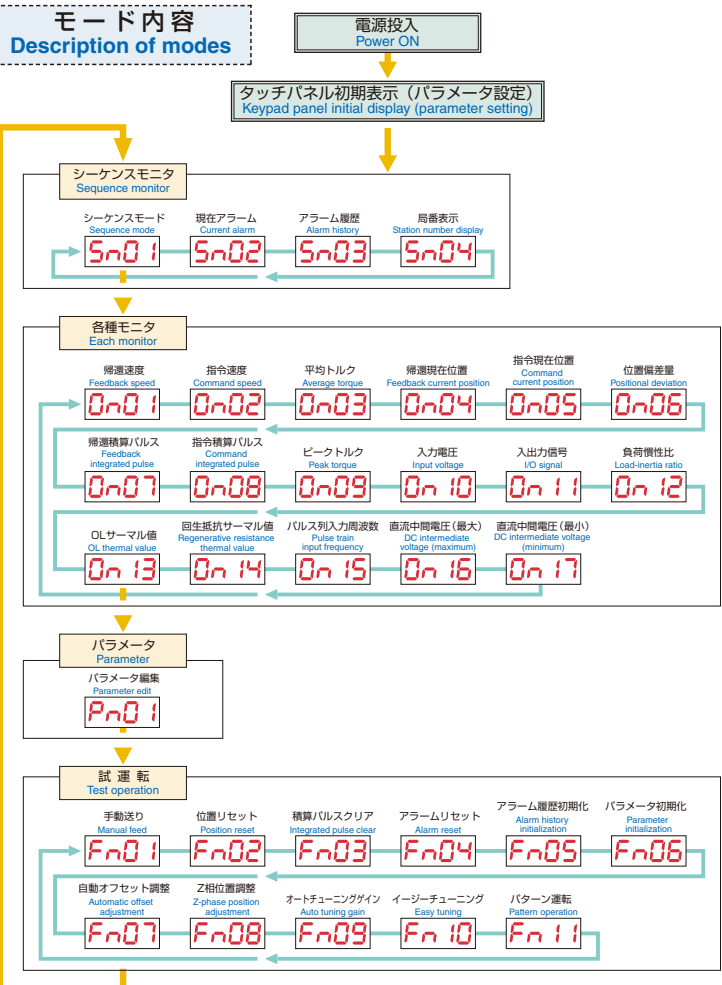 モード内容
Description of modes
電源投入
Power ON
タッチパネル初期表示（パラメータ設定）
Keypad panel initial display (parameter setting)
シーケンスモニタ
Sequence monitor
シーケンスモード
Sequence mode
Sn01
現在アラーム
Current alarm
Sn02
アラーム履歴
Alarm history
Sn03
局番表示
Station number display
Sn04
各種モニタ
Each monitor
帰還速度
Feedback speed
On01
指令速度
Command speed
On02
平均トルク
Average torque
On03
帰還現在位置
Feedback current position
On04
指令現在位置
Command
current position
On05
位置偏差量
Positional deviation
On06
帰還積算パルス
Feedback
integrated pulse
On07
指令積算パルス
Command
integrated pulse
On08
ピークトルク
Peak torque
On09
入力電圧
Input voltage
On10
入出力信号
I/O signal
On11
負荷慣性比
Load-inertia ratio
On12
OLサーマル値
OL thermal value
On13
回生抵抗サーマル値
Regenerative resistance
thermal value
On14
パルス列入力周波数
Pulse train
input frequency
On15
直流中間電圧（最大）
DC intermediate
voltage (maximum)
On16
直流中間電圧（最小）
DC intermediate voltage
(minimum)
On17
パラメータ
Parameter
パラメータ編集
Parameter edit
Pn01
試運転
Test operation
手動送り
Manual feed
Fn01
位置リセット
Position reset
Fn02
積算パルスクリア
Integrated pulse clear
Fn03
アラームリセット
Alarm reset
Fn04
アラーム履歴初期化
Alarm history
initialization
Fn05
パラメータ初期化
Parameter
initialization
Fn06
自動オフセット調整
Automatic offset
adjustment
Fn07
Z相位置調整
Z-phase position
adjustment
Fn08
オートチューニングゲイン
Auto tuning gain
Fn09
イージーチューニング
Easy tuning
Fn10
パターン運転
Pattern operation
Fn11